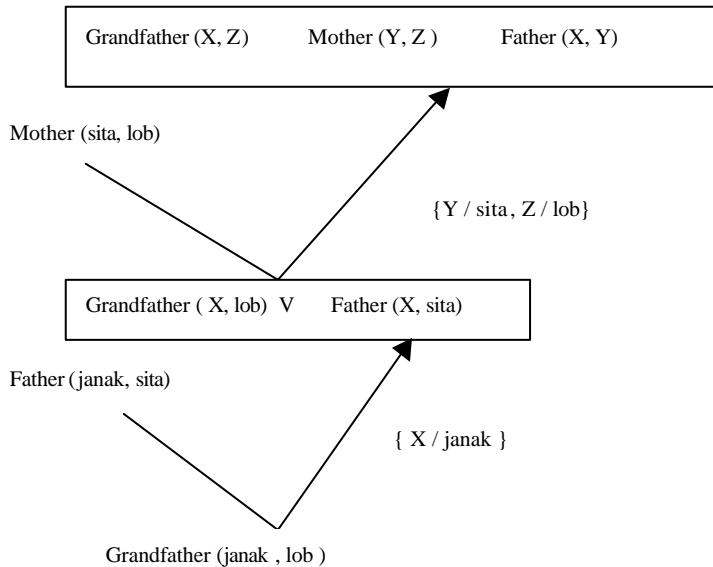 Grandfather (X, Z) Mother (Y, Z ) Father (X, Y)
Mother (sita, lob)
{Y / sita, Z / lob}
Grandfather ( X, lob) V Father (X, sita)
Father (janak, sita)
{ X / janak }
Grandfather (janak , lob )